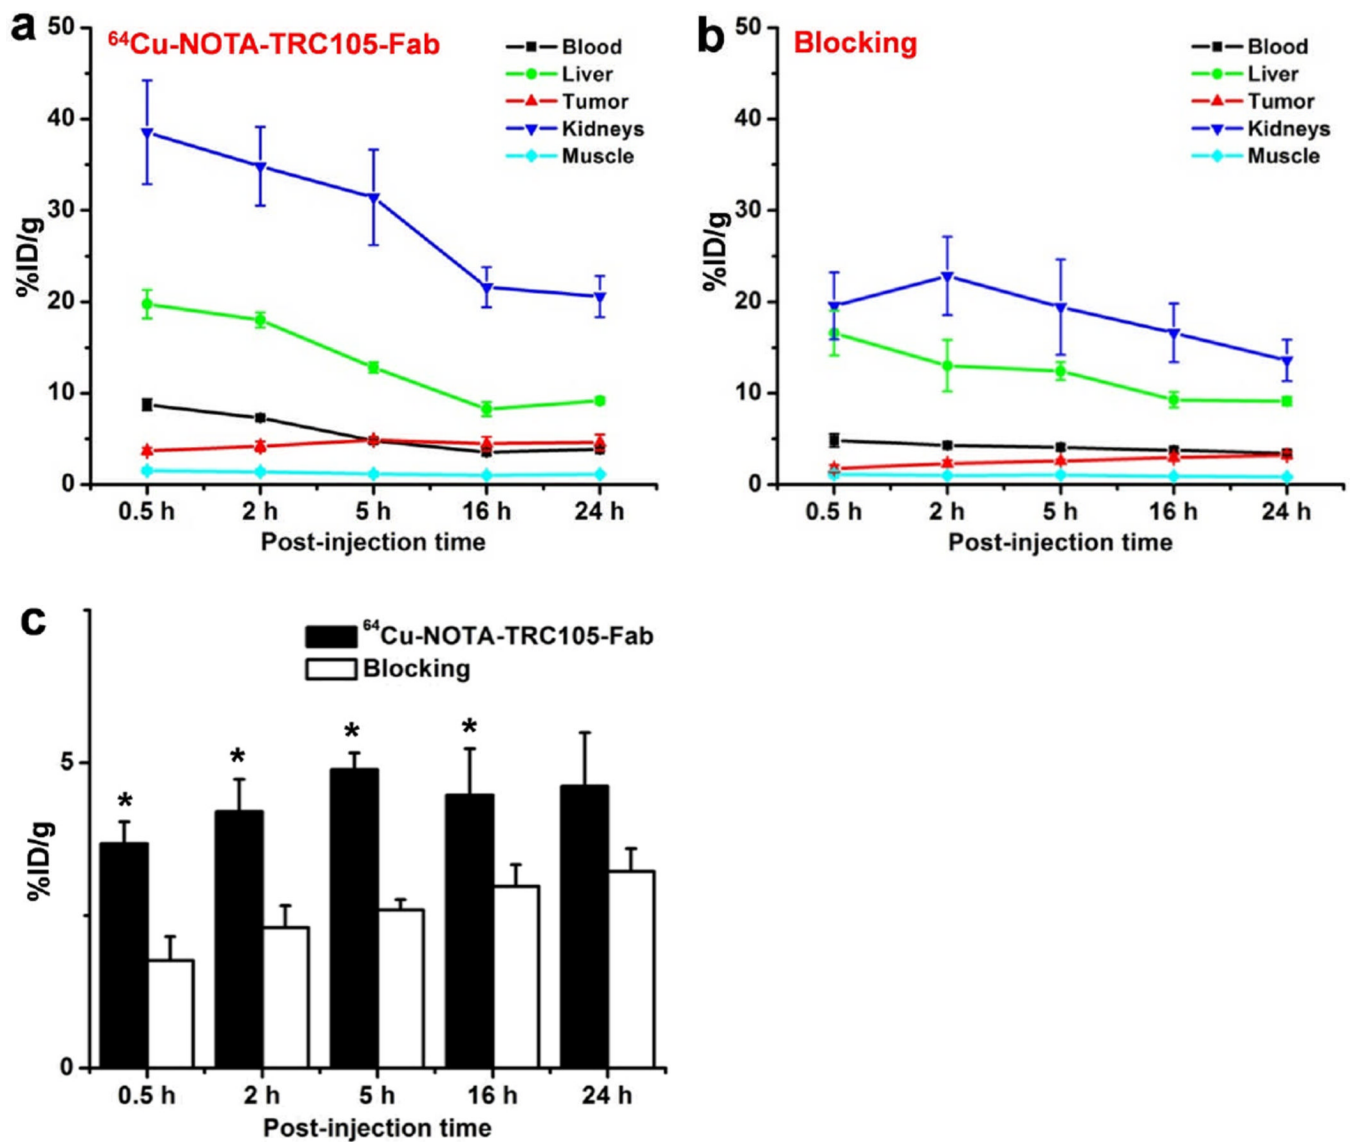 a
50
40
30
20
10
0
%ID/g
⁶⁴Cu-NOTA-TRC105-Fab
Blood
Liver
Tumor
Kidneys
Muscle
0.5 h 2 h 5 h 16 h 24 h
Post-injection time
b
50
40
30
20
10
0
%ID/g
Blocking
Blood
Liver
Tumor
Kidneys
Muscle
0.5 h 2 h 5 h 16 h 24 h
Post-injection time
c
5
0
%ID/g
⁶⁴Cu-NOTA-TRC105-Fab
Blocking
* * * *
0.5 h 2 h 5 h 16 h 24 h
Post-injection time